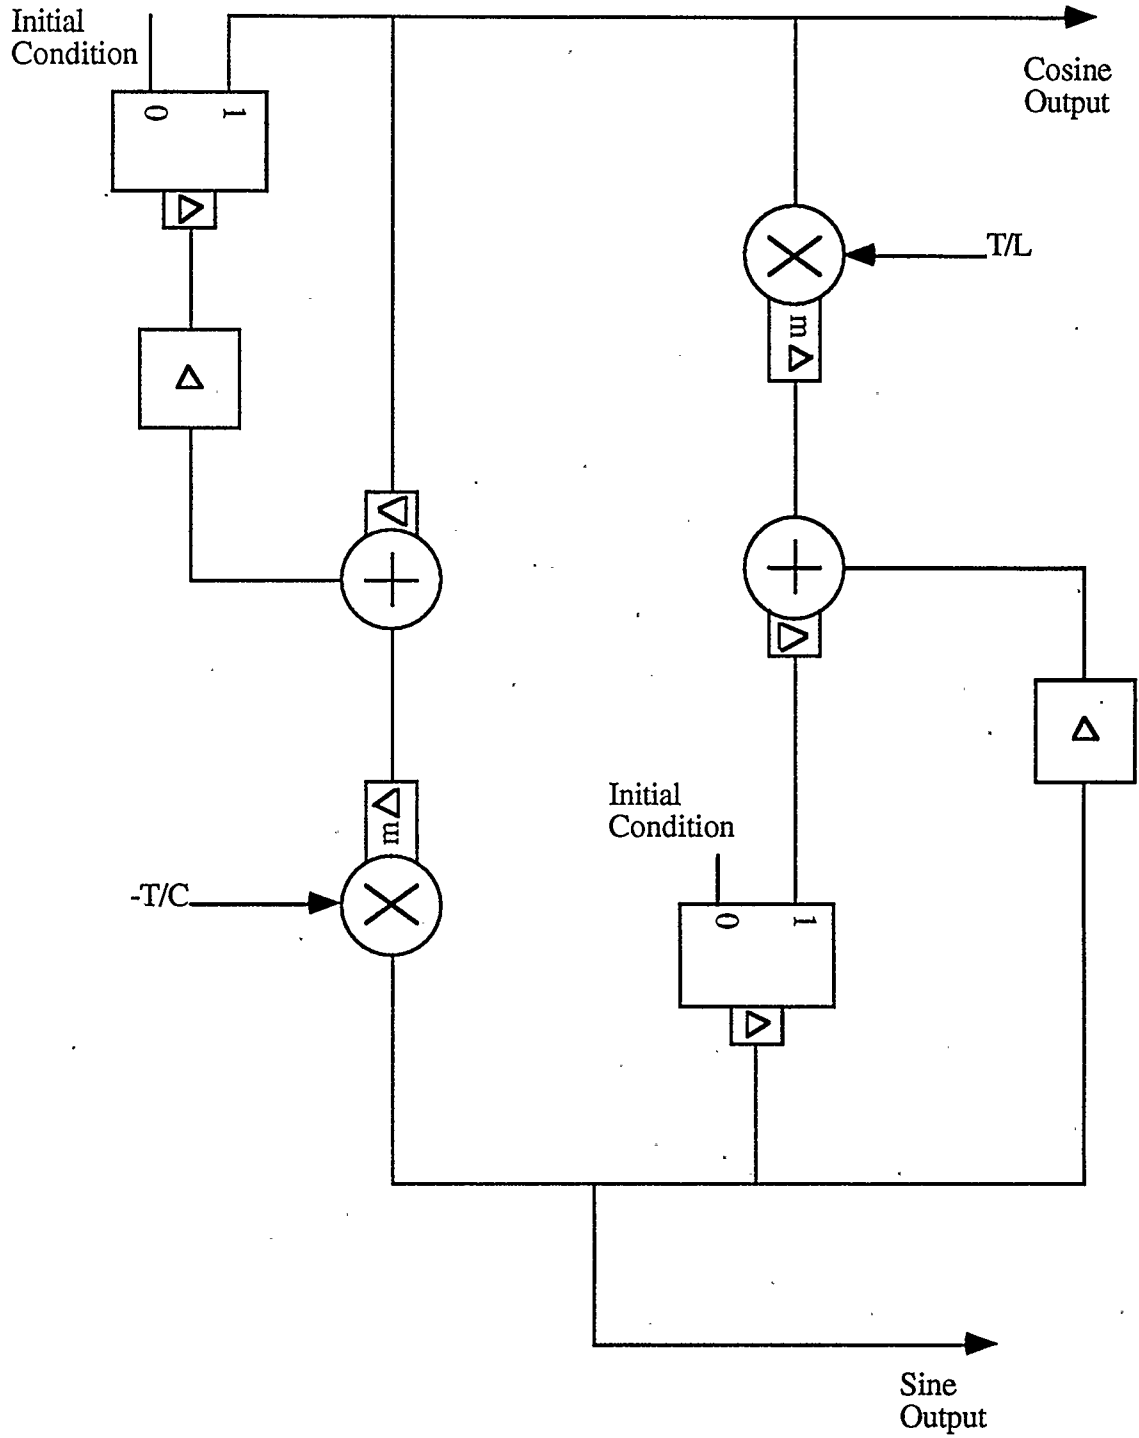 Initial
Condition
0 1
Cosine
Output
T/L
m Δ
Δ
Δ
Δ
Δ
Δ
Δ
Δ m
Initial
Condition
-T/C
0 1
Δ
Sine
Output